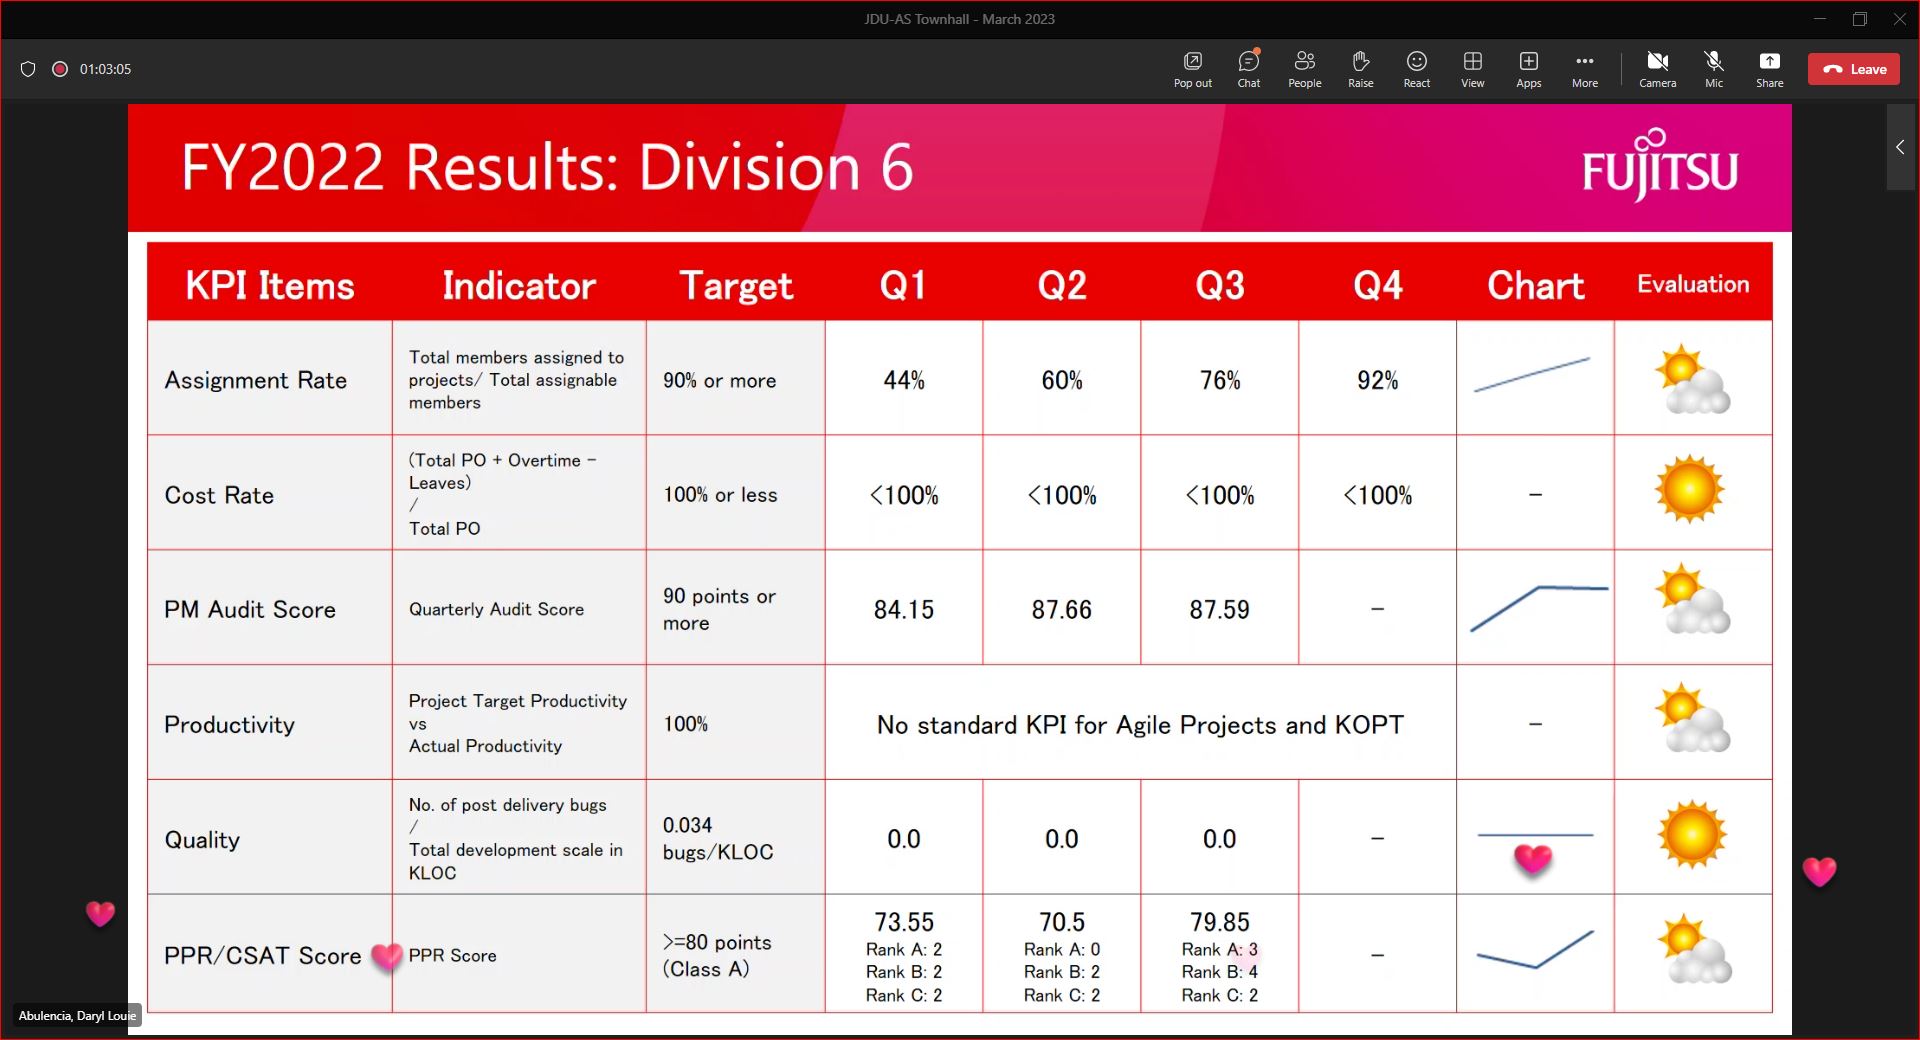 JDU-AS Townhall - March 2023
01:03:05
Pop out
Chat
People
Raise
React
View
Apps
More
Camera
Mic
Share
Leave
FY2022 Results: Division 6
FUJITSU
KPI Items
Indicator
Target
Q1
Q2
Q3
Q4
Chart
Evaluation
Assignment Rate
Total members assigned to
projects/ Total assignable
members
90% or more
44%
60%
76%
92%
Cost Rate
(Total PO + Overtime -
Leaves)
/
Total PO
100% or less
<100%
<100%
<100%
<100%
-
PM Audit Score
Quarterly Audit Score
90 points or
more
84.15
87.66
87.59
-
Productivity
Project Target Productivity
vs
Actual Productivity
100%
No standard KPI for Agile Projects and KOPT
-
Quality
No. of post delivery bugs
/
Total development scale in
KLOC
0.034
bugs/KLOC
0.0
0.0
0.0
-
PPR/CSAT Score
PPR Score
>=80 points
(Class A)
73.55
Rank A: 2
Rank B: 2
Rank C: 2
70.5
Rank A: 0
Rank B: 2
Rank C: 2
79.85
Rank A: 3
Rank B: 4
Rank C: 2
-
Abulencia, Daryl Louie